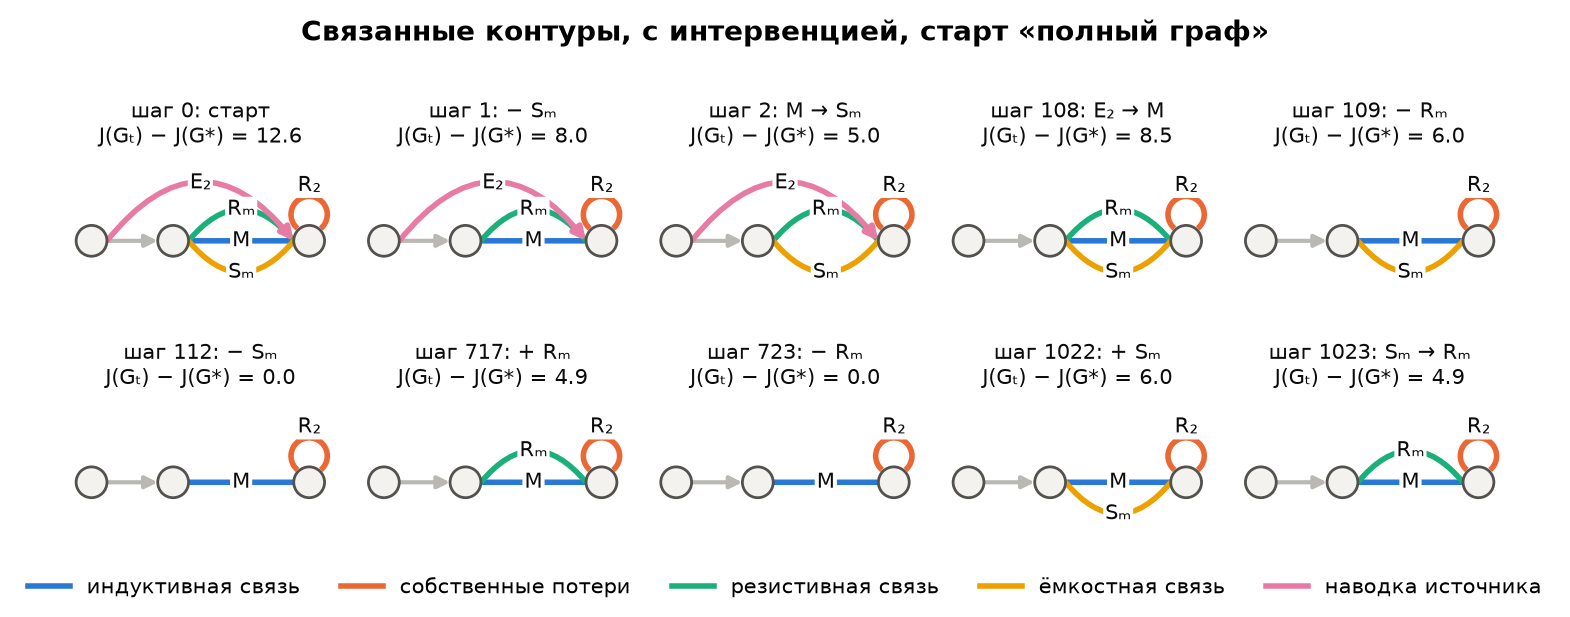 Связанные контуры, с интервенцией, старт «полный граф»
шаг 0: старт
J(Gₜ) − J(G*) = 12.6
E₂
R₂
Rₘ
M
Sₘ
шаг 1: − Sₘ
J(Gₜ) − J(G*) = 8.0
E₂
R₂
Rₘ
M
шаг 2: M → Sₘ
J(Gₜ) − J(G*) = 5.0
E₂
R₂
Rₘ
Sₘ
шаг 108: E₂ → M
J(Gₜ) − J(G*) = 8.5
R₂
Rₘ
M
Sₘ
шаг 109: − Rₘ
J(Gₜ) − J(G*) = 6.0
R₂
M
Sₘ
шаг 112: − Sₘ
J(Gₜ) − J(G*) = 0.0
R₂
M
шаг 717: + Rₘ
J(Gₜ) − J(G*) = 4.9
R₂
Rₘ
M
шаг 723: − Rₘ
J(Gₜ) − J(G*) = 0.0
R₂
M
шаг 1022: + Sₘ
J(Gₜ) − J(G*) = 6.0
R₂
M
Sₘ
шаг 1023: Sₘ → Rₘ
J(Gₜ) − J(G*) = 4.9
R₂
Rₘ
M
индуктивная связь
собственные потери
резистивная связь
ёмкостная связь
наводка источника